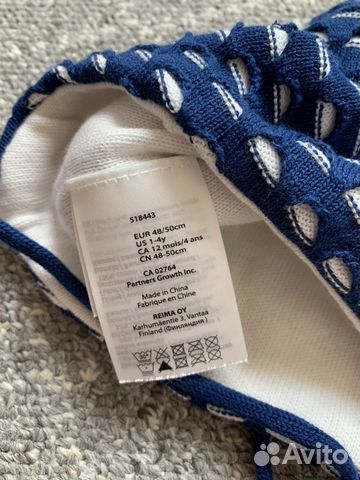 518443
EUR 48/50cm
US 1-4y
CA 12 mois/4 ans
CN 48-50cm
CA 02764
Partners Growth Inc.
Made in China
Fabriqué en Chine
REIMA OY
Karhumäentie 3, Vantaa
Finland (Финляндия)
Avito